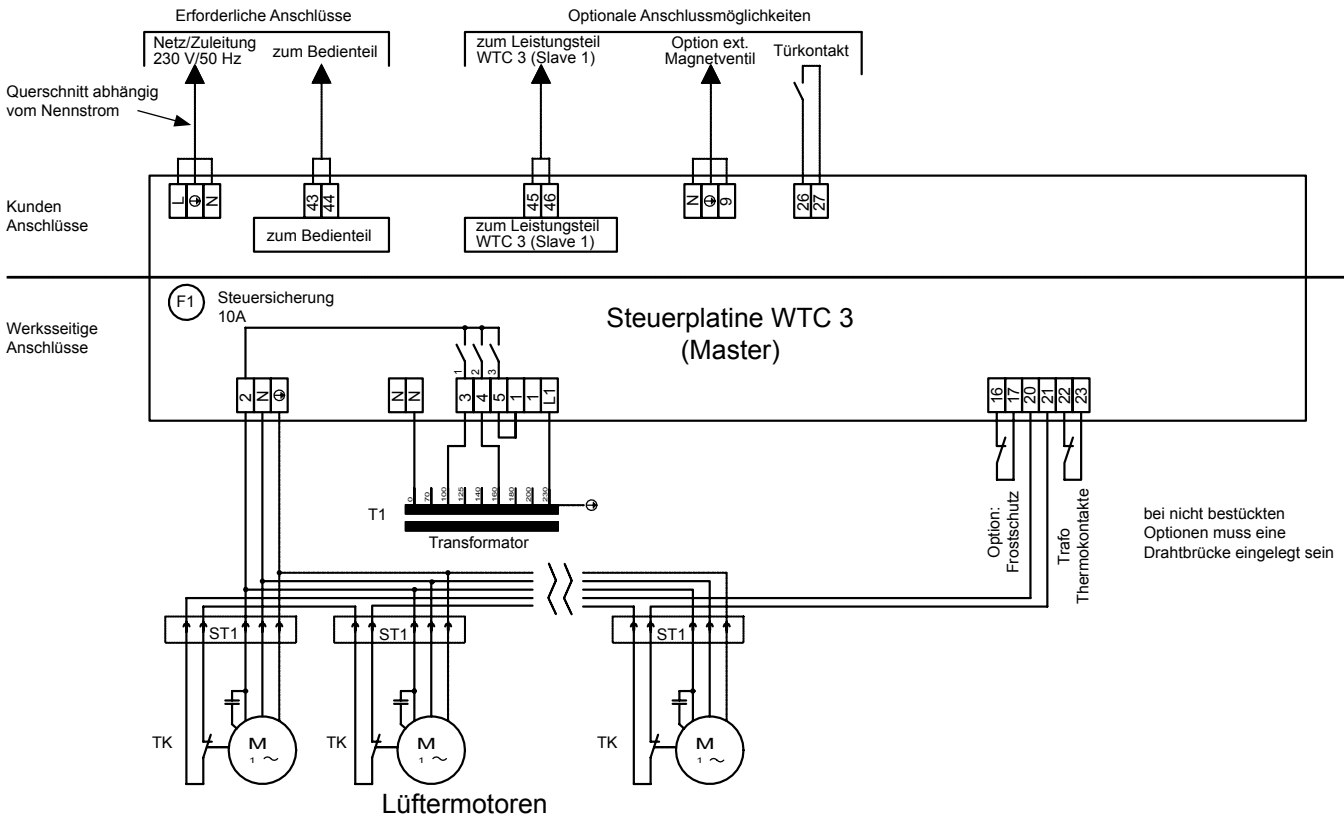 Erforderliche Anschlüsse
Optionale Anschlussmöglichkeiten
Netz/Zuleitung
230 V/50 Hz
zum Bedienteil
zum Leistungsteil
WTC 3 (Slave 1)
Option ext.
Magnetventil
Türkontakt
Querschnitt abhängig
vom Nennstrom
Kunden
Anschlüsse
L
N
43
44
45
46
N
9
26
27
zum Bedienteil
zum Leistungsteil
WTC 3 (Slave 1)
F1
Steuersicherung
10A
Werksseitige
Anschlüsse
Steuerplatine WTC 3
(Master)
1
2
3
2
N
N
N
3
4
5
1
1
L1
16
17
20
21
22
23
0
70
100
125
140
160
180
200
230
T1
Transformator
Option:
Frostschutz
Trafo
Thermokontakte
bei nicht bestückten
Optionen muss eine
Drahtbrücke eingelegt sein
ST1
ST1
ST1
TK
M
1 ~
TK
M
1 ~
TK
M
1 ~
Lüftermotoren